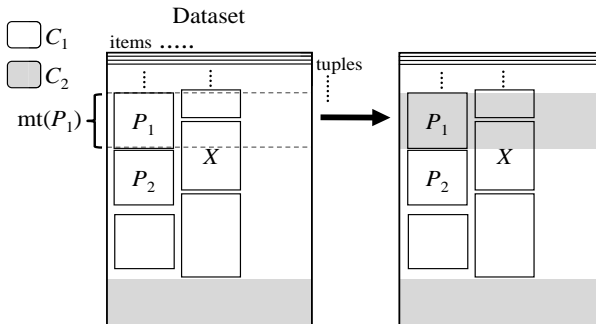 Dataset
C1
items .....
C2
tuples
mt(P1)
P1
P1
X
X
P2
P2